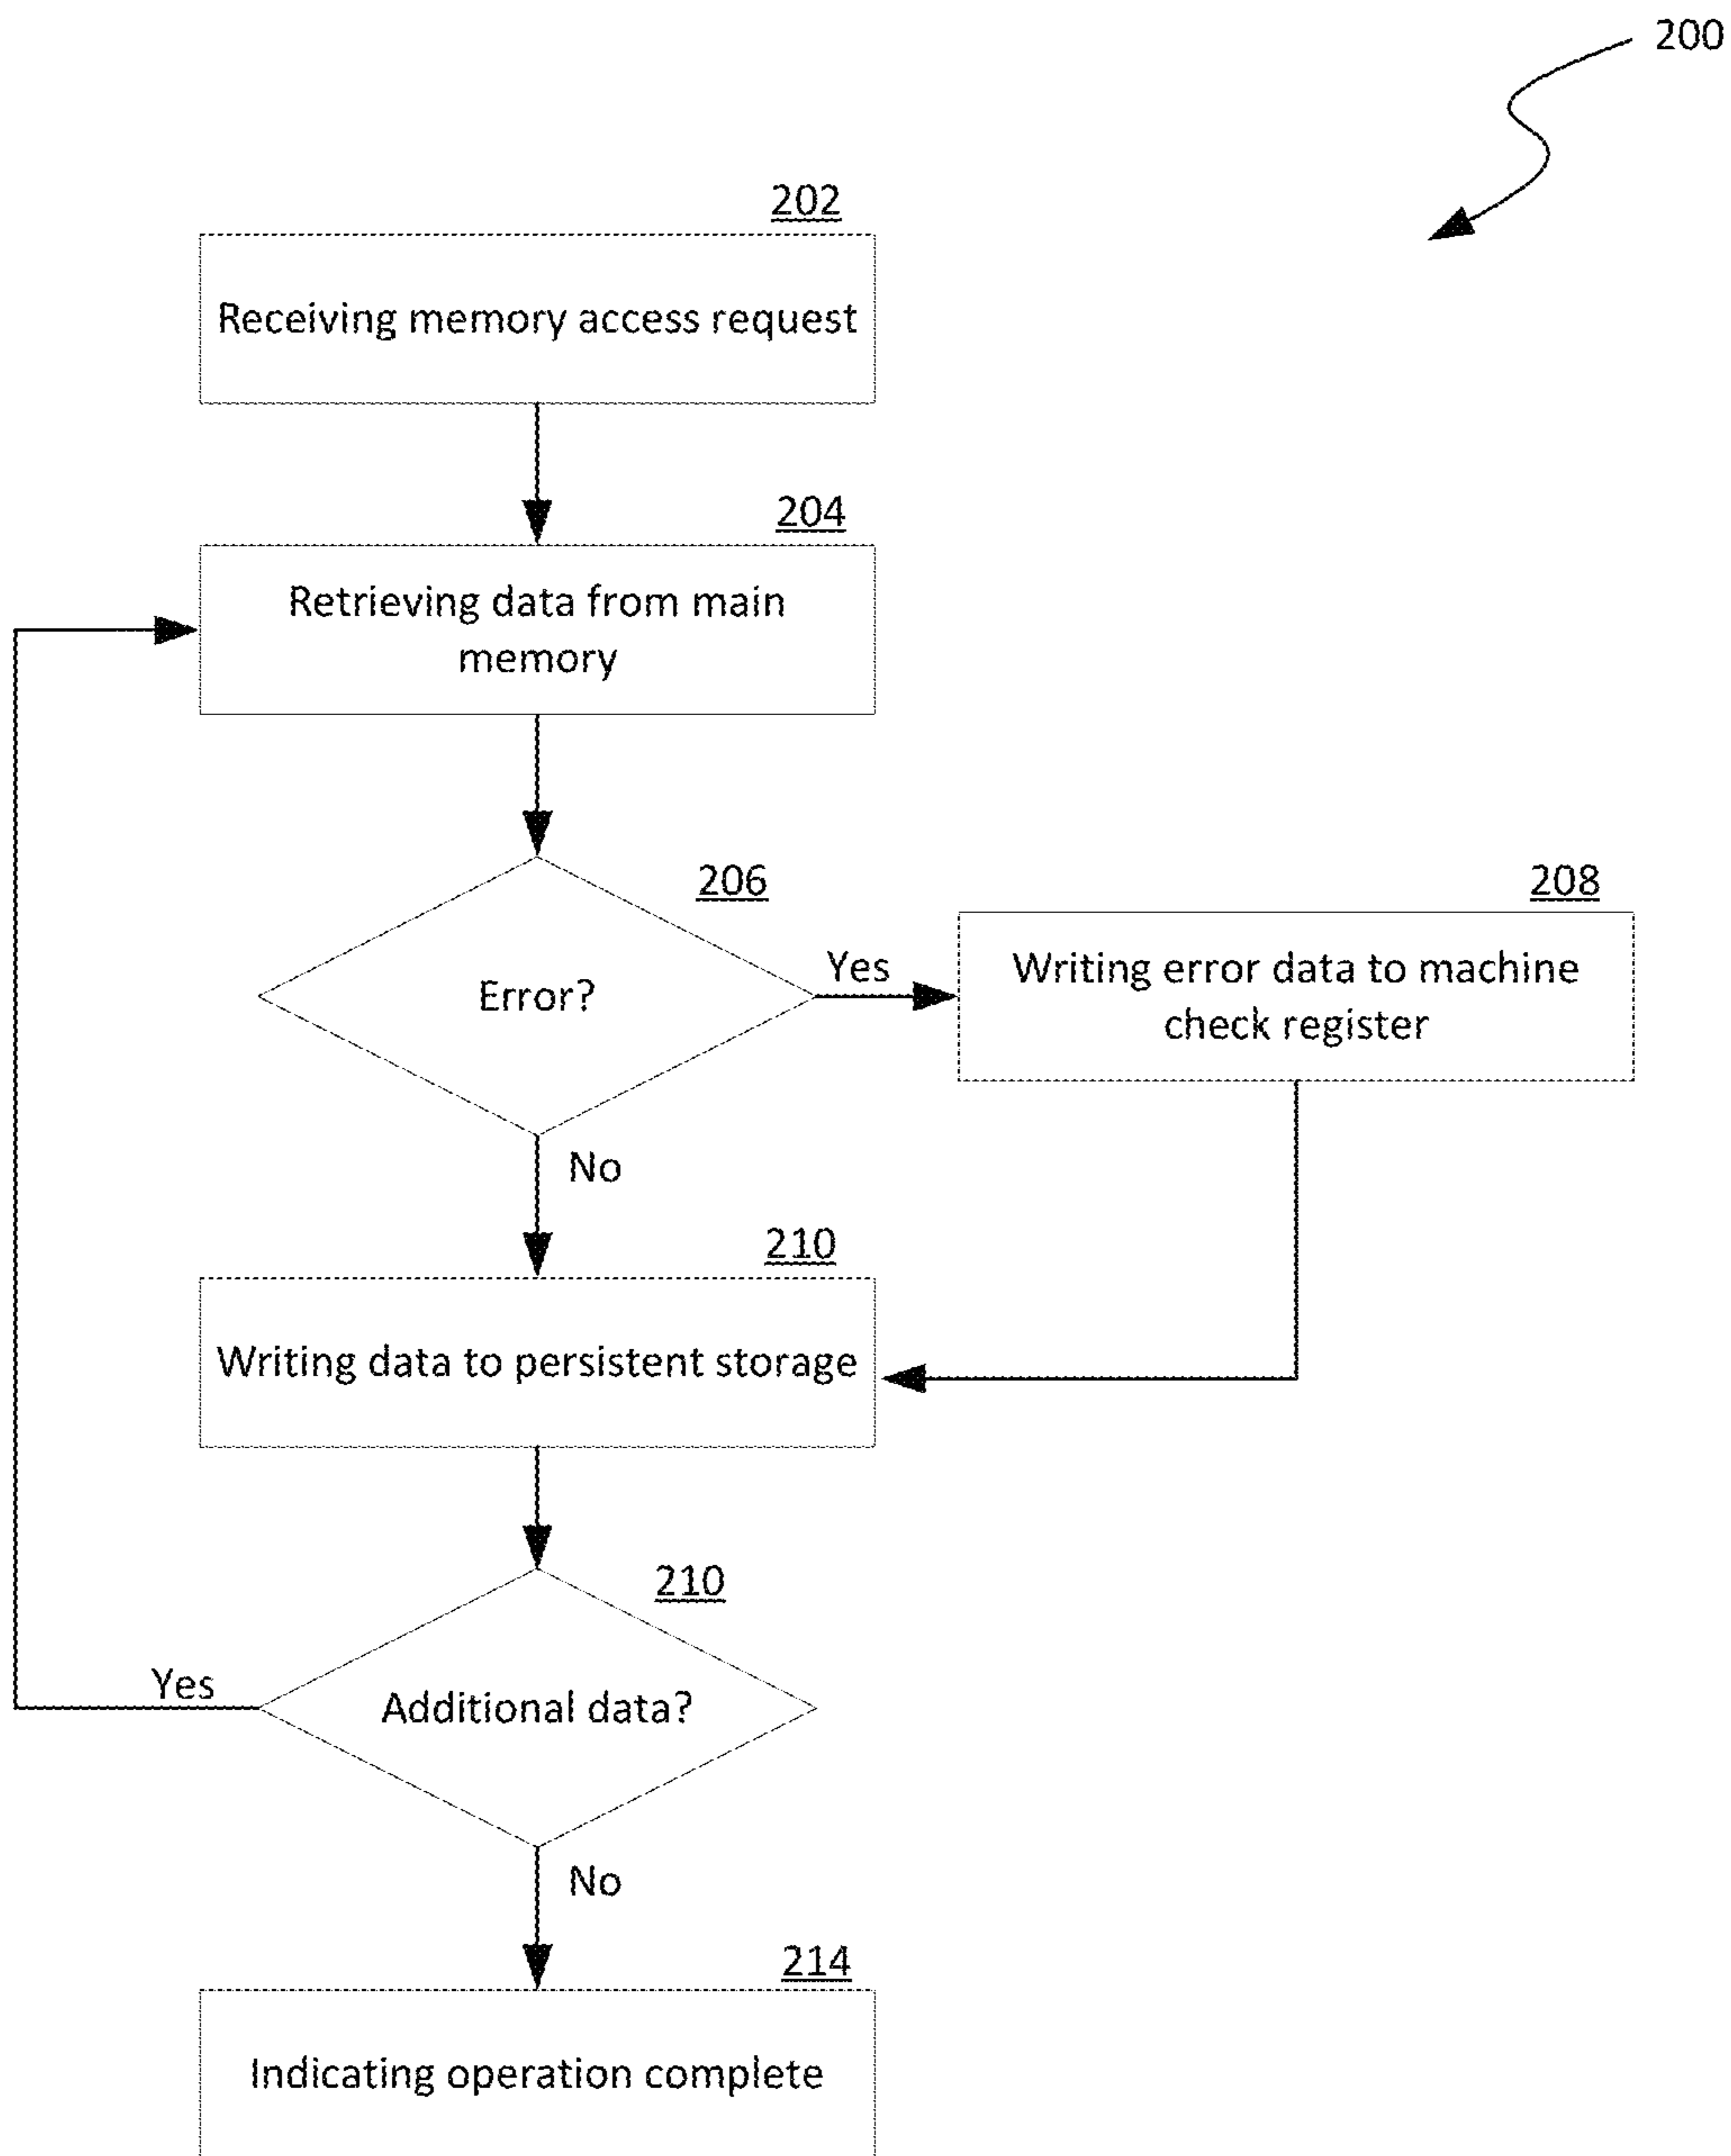 200
202
Receiving memory access request
204
Retrieving data from main
memory
206
Error?
Yes
208
Writing error data to machine
check register
No
210
Writing data to persistent storage
210
Additional data?
Yes
No
214
Indicating operation complete